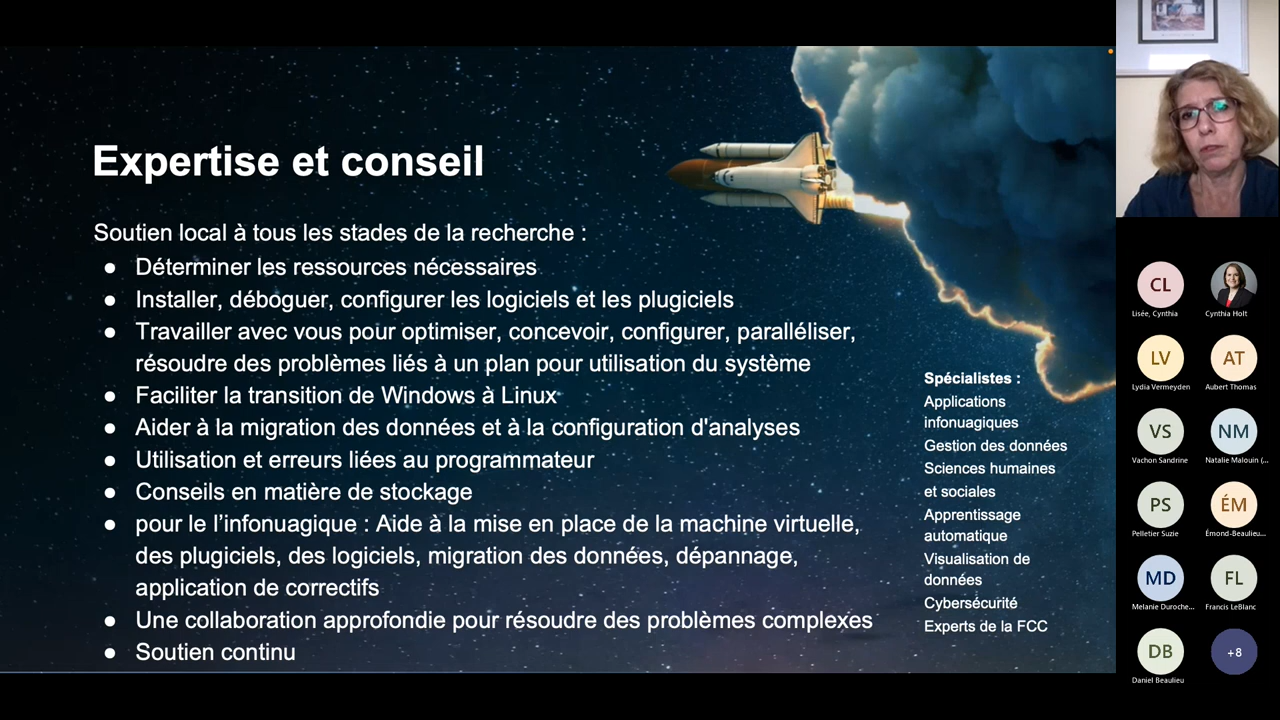 Expertise et conseil
Soutien local à tous les stades de la recherche :
● Déterminer les ressources nécessaires
● Installer, déboguer, configurer les logiciels et les plugiciels
● Travailler avec vous pour optimiser, concevoir, configurer, paralléliser,
résoudre des problèmes liés à un plan pour utilisation du système
● Faciliter la transition de Windows à Linux
● Aider à la migration des données et à la configuration d'analyses
● Utilisation et erreurs liées au programmateur
● Conseils en matière de stockage
● pour le l’infonuagique : Aide à la mise en place de la machine virtuelle,
des plugiciels, des logiciels, migration des données, dépannage,
application de correctifs
● Une collaboration approfondie pour résoudre des problèmes complexes
● Soutien continu
Spécialistes :
Applications
infonuagiques
Gestion des données
Sciences humaines
et sociales
Apprentissage
automatique
Visualisation de
données
Cybersécurité
Experts de la FCC
CL
Lisée, Cynthia
Cynthia Holt
LV
Lydia Vermeyden
AT
Aubert Thomas
VS
Vachon Sandrine
NM
Natalie Malouin (...
PS
Pelletier Suzie
ÉM
Émond-Beaulieu...
MD
Melanie Duroche...
FL
Francis LeBlanc
DB
Daniel Beaulieu
+8